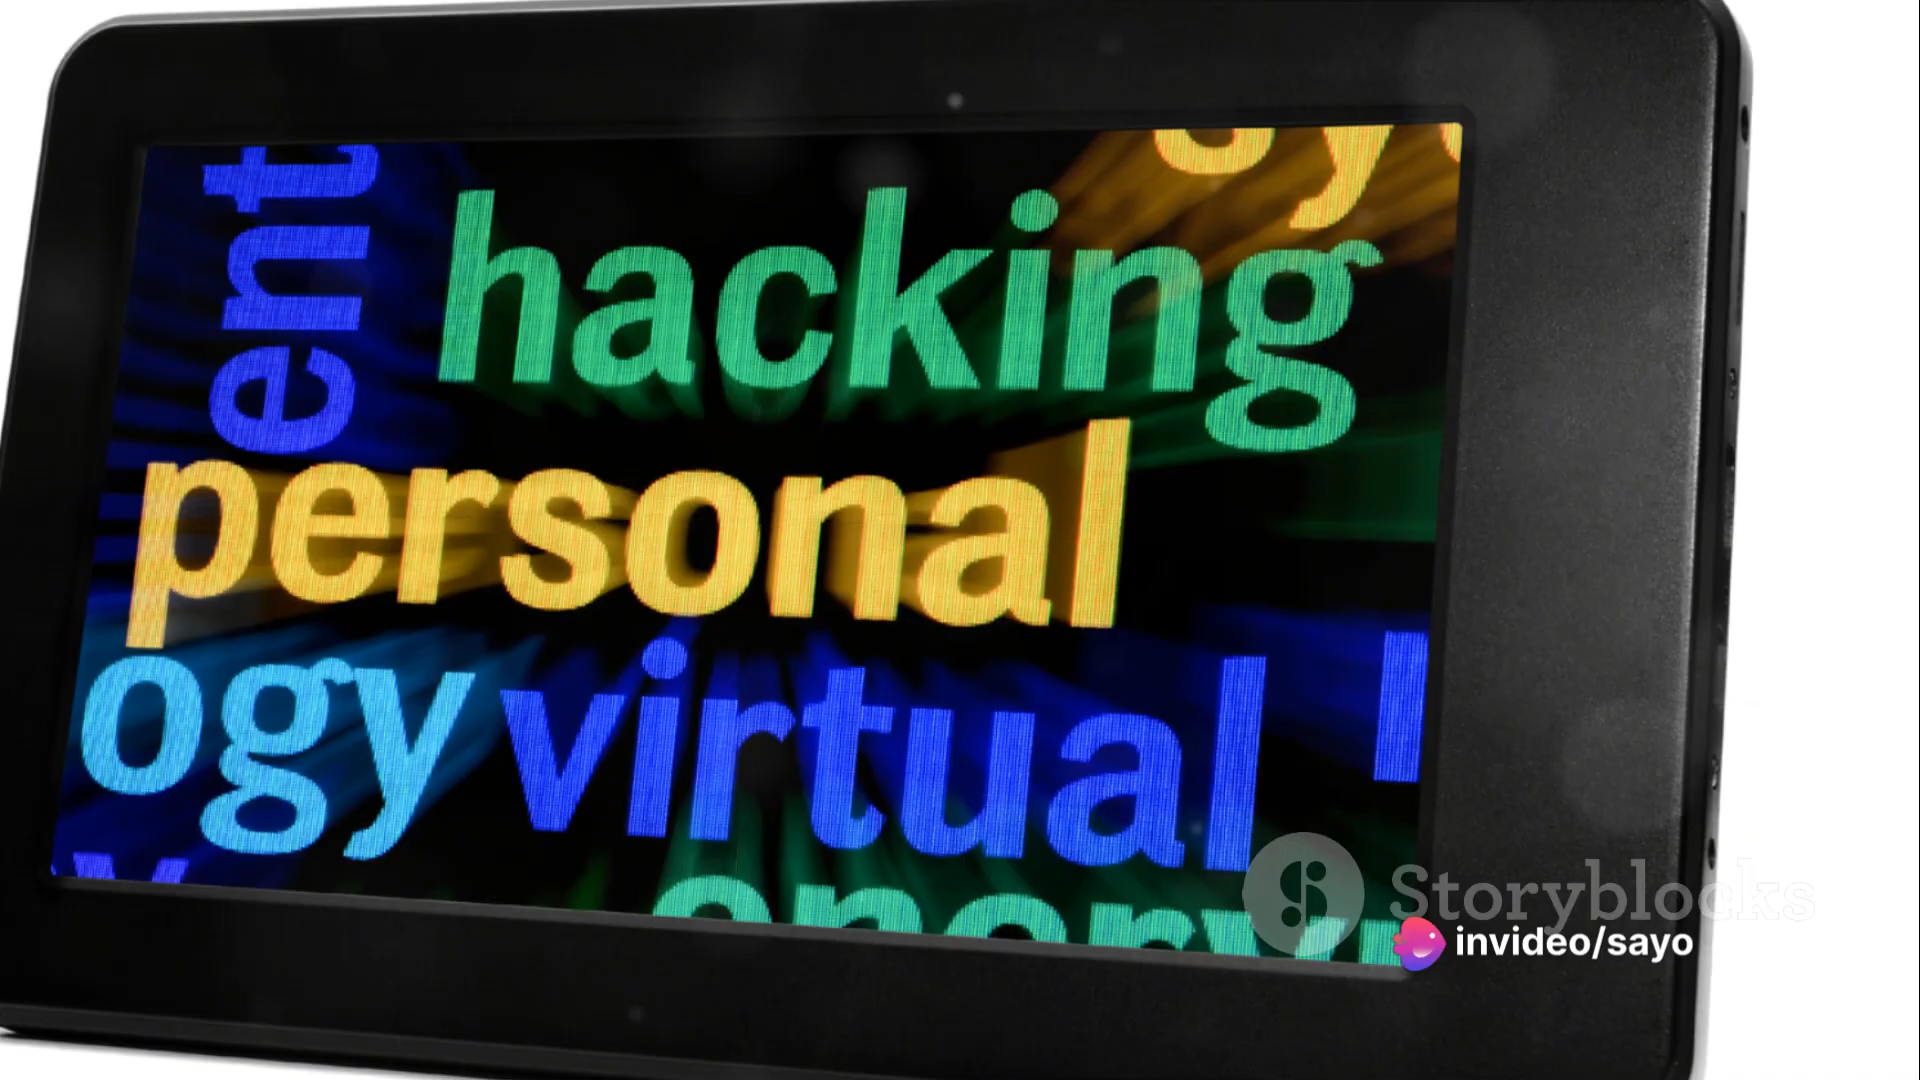 ent
hacking
personal
ogy
virtual
Storyblocks
invideo/sayo